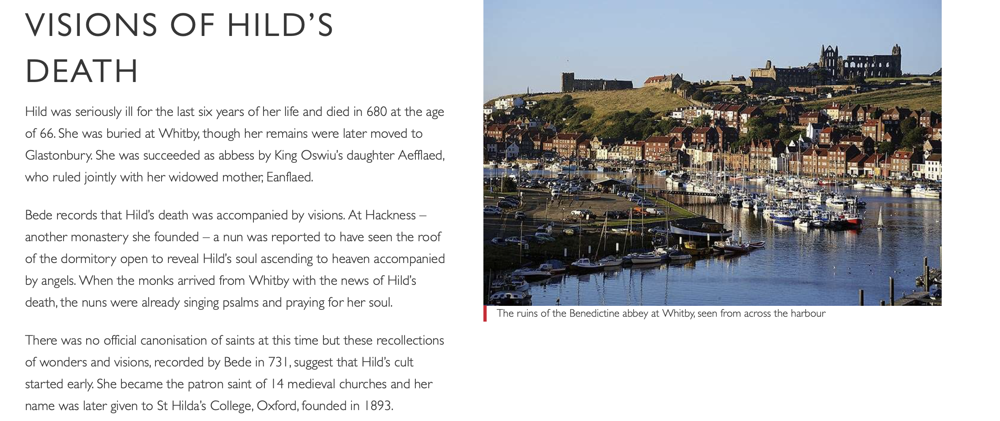 VISIONS OF HILD’S
DEATH
Hild was seriously ill for the last six years of her life and died in 680 at the age
of 66. She was buried at Whitby, though her remains were later moved to
Glastonbury. She was succeeded as abbess by King Oswiu’s daughter Aefflaed,
who ruled jointly with her widowed mother, Eanflaed.
Bede records that Hild’s death was accompanied by visions. At Hackness –
another monastery she founded – a nun was reported to have seen the roof
of the dormitory open to reveal Hild’s soul ascending to heaven accompanied
by angels. When the monks arrived from Whitby with the news of Hild’s
death, the nuns were already singing psalms and praying for her soul.
There was no official canonisation of saints at this time but these recollections
of wonders and visions, recorded by Bede in 731, suggest that Hild’s cult
started early. She became the patron saint of 14 medieval churches and her
name was later given to St Hilda’s College, Oxford, founded in 1893.
The ruins of the Benedictine abbey at Whitby, seen from across the harbour